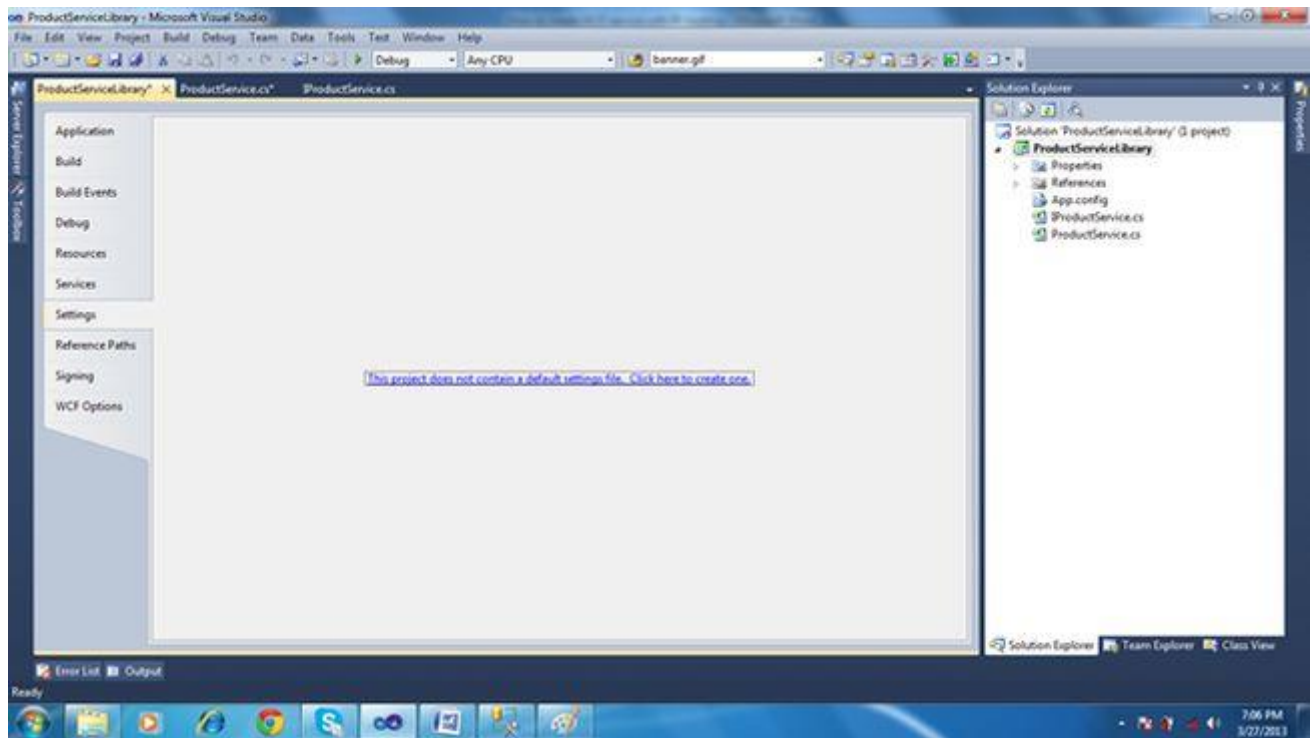 ProductServiceLibrary - Microsoft Visual Studio
File Edit View Project Build Debug Team Data Tools Test Window Help
Debug Any CPU banner.gif
ProductServiceLibrary* ProductService.cs* IProductService.cs
Server Explorer
Toolbox
Application
Build
Build Events
Debug
Resources
Services
Settings
Reference Paths
Signing
WCF Options
This project does not contain a default settings file. Click here to create one.
Solution Explorer
Solution 'ProductServiceLibrary' (1 project)
ProductServiceLibrary
Properties
References
App.config
IProductService.cs
ProductService.cs
Properties
Solution Explorer Team Explorer Class View
Error List Output
Ready
7:06 PM
3/27/2013